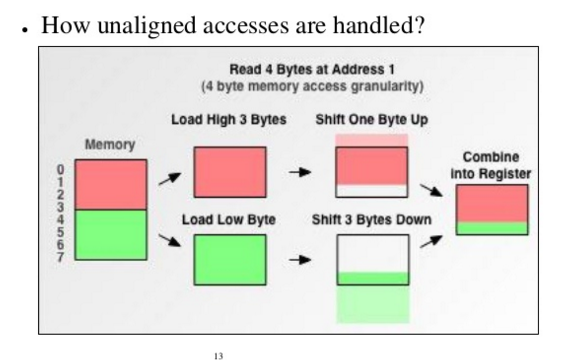 • How unaligned accesses are handled?
Read 4 Bytes at Address 1
(4 byte memory access granularity)
Load High 3 Bytes
Shift One Byte Up
Memory
Combine
into Register
0
1
2
3
4
5
6
7
Load Low Byte
Shift 3 Bytes Down
13